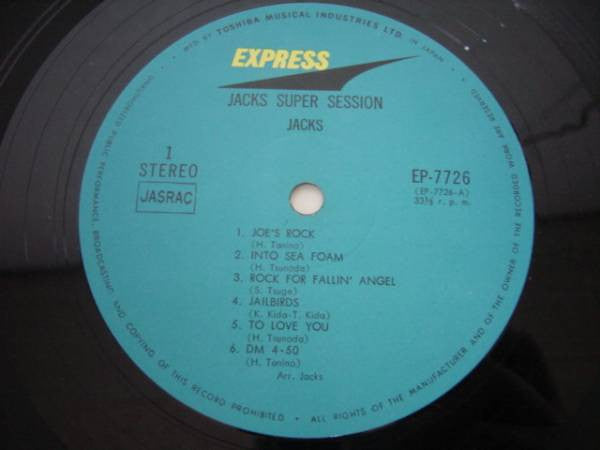 MFD BY TOSHIBA MUSICAL INDUSTRIES LTD. IN JAPAN
EXPRESS
JACKS SUPER SESSION
JACKS
1
STEREO
JASRAC
EP-7726
(EP-7726-A)
33⅓ r. p. m.
1. JOE'S ROCK
(H. Tanino)
2. INTO SEA FOAM
(H. Tsunoda)
3. ROCK FOR FALLIN' ANGEL
(S. Tsuge)
4. JAILBIRDS
(K. Kida-T. Kida)
5. TO LOVE YOU
(H. Tsunoda)
6. DM 4-50
(H. Tanino)
Arr. Jacks
ALL RIGHTS OF THE MANUFACTURER AND OF THE OWNER OF THE RECORDED WORK ARE RESERVED
UNAUTHORIZED PUBLIC PERFORMANCE, BROADCASTING AND COPYING OF THIS RECORD PROHIBITED